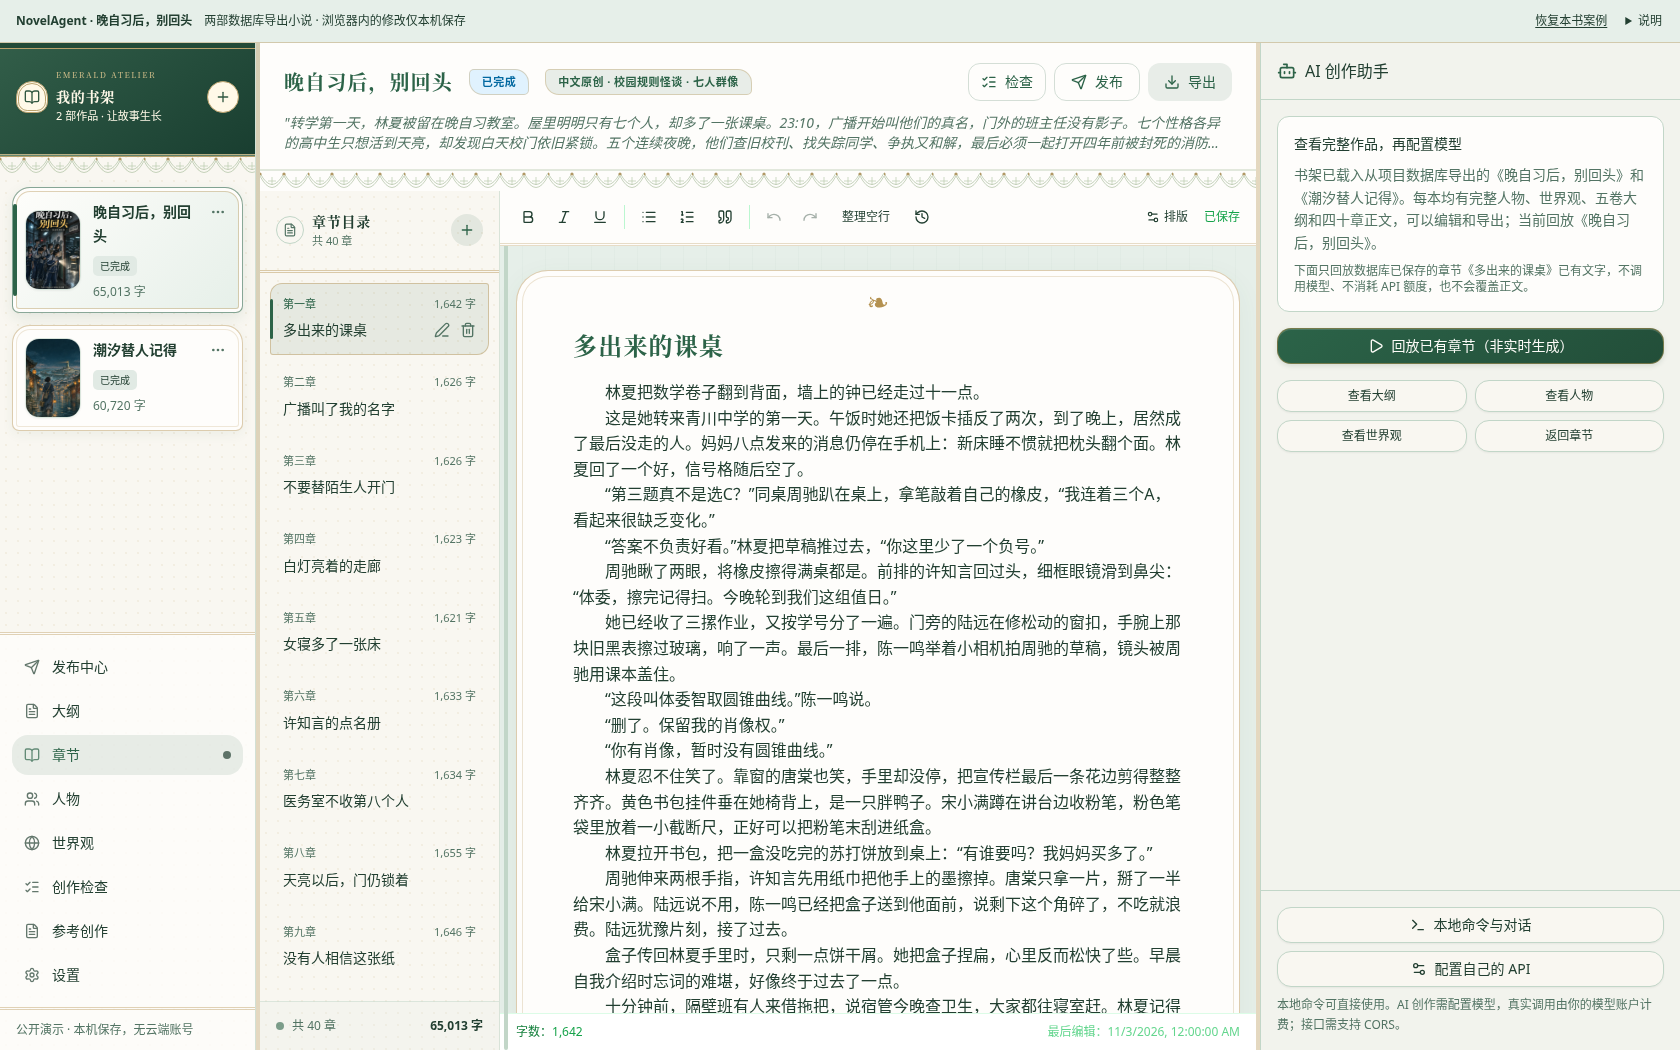 NovelAgent · 晚自习后，别回头 两部数据库导出小说 · 浏览器内的修改仅本机保存
恢复本书案例 ▶ 说明
EMERALD ATELIER
我的书架
2 部作品 · 让故事生长
晚自习后，别回头
已完成
65,013 字
潮汐替人记得
已完成
60,720 字
发布中心
大纲
章节
人物
世界观
创作检查
参考创作
设置
公开演示 · 本机保存，无云端账号
晚自习后，别回头 已完成 中文原创 · 校园规则怪谈 · 七人群像
检查 发布 导出
"转学第一天，林夏被留在晚自习教室。屋里明明只有七个人，却多了一张课桌。23:10，广播开始叫他们的真名，门外的班主任没有影子。七个性格各异
的高中生只想活到天亮，却发现白天校门依旧紧锁。五个连续夜晚，他们查旧校刊、找失踪同学、争执又和解，最后必须一起打开四年前被封死的消防...
章节目录
共 40 章
第一章 1,642 字
多出来的课桌
第二章 1,626 字
广播叫了我的名字
第三章 1,626 字
不要替陌生人开门
第四章 1,623 字
白灯亮着的走廊
第五章 1,621 字
女寝多了一张床
第六章 1,633 字
许知言的点名册
第七章 1,634 字
医务室不收第八个人
第八章 1,655 字
天亮以后，门仍锁着
第九章 1,646 字
没有人相信这张纸
共 40 章 65,013 字
B I U 整理空行 排版 已保存
多出来的课桌
林夏把数学卷子翻到背面，墙上的钟已经走过十一点。
这是她转来青川中学的第一天。午饭时她还把饭卡插反了两次，到了晚上，居然成
了最后没走的人。妈妈八点发来的消息仍停在手机上：新床睡不惯就把枕头翻个面。林
夏回了一个好，信号格随后空了。
“第三题真不是选C？”同桌周驰趴在桌上，拿笔敲着自己的橡皮，“我连着三个A，
看起来很缺乏变化。”
“答案不负责好看。”林夏把草稿推过去，“你这里少了一个负号。”
周驰瞅了两眼，将橡皮擦得满桌都是。前排的许知言回过头，细框眼镜滑到鼻尖：
“体委，擦完记得扫。今晚轮到我们这组值日。”
她已经收了三摞作业，又按学号分了一遍。门旁的陆远在修松动的窗扣，手腕上那
块旧黑表擦过玻璃，响了一声。最后一排，陈一鸣举着小相机拍周驰的草稿，镜头被周
驰用课本盖住。
“这段叫体委智取圆锥曲线。”陈一鸣说。
“删了。保留我的肖像权。”
“你有肖像，暂时没有圆锥曲线。”
林夏忍不住笑了。靠窗的唐棠也笑，手里却没停，把宣传栏最后一条花边剪得整整
齐齐。黄色书包挂件垂在她椅背上，是一只胖鸭子。宋小满蹲在讲台边收粉笔，粉色笔
袋里放着一小截断尺，正好可以把粉笔末刮进纸盒。
林夏拉开书包，把一盒没吃完的苏打饼放到桌上：“有谁要吗？我妈妈买多了。”
周驰伸来两根手指，许知言先用纸巾把他手上的墨擦掉。唐棠只拿一片，掰了一半
给宋小满。陆远说不用，陈一鸣已经把盒子送到他面前，说剩下这个角碎了，不吃就浪
费。陆远犹豫片刻，接了过去。
盒子传回林夏手里时，只剩一点饼干屑。她把盒子捏扁，心里反而松快了些。早晨
自我介绍时忘词的难堪，好像终于过去了一点。
十分钟前，隔壁班有人来借拖把，说宿管今晚查卫生，大家都往寝室赶。林夏记得
字数：1,642 最后编辑：11/3/2026, 12:00:00 AM
AI 创作助手
查看完整作品，再配置模型
书架已载入从项目数据库导出的《晚自习后，别回头》和
《潮汐替人记得》。每本均有完整人物、世界观、五卷大
纲和四十章正文，可以编辑和导出；当前回放《晚自习
后，别回头》。
下面只回放数据库已保存的章节《多出来的课桌》已有文字，不调
用模型、不消耗 API 额度，也不会覆盖正文。
回放已有章节（非实时生成）
查看大纲 查看人物
查看世界观 返回章节
本地命令与对话
配置自己的 API
本地命令可直接使用。AI 创作需配置模型，真实调用由你的模型账户计
费；接口需支持 CORS。